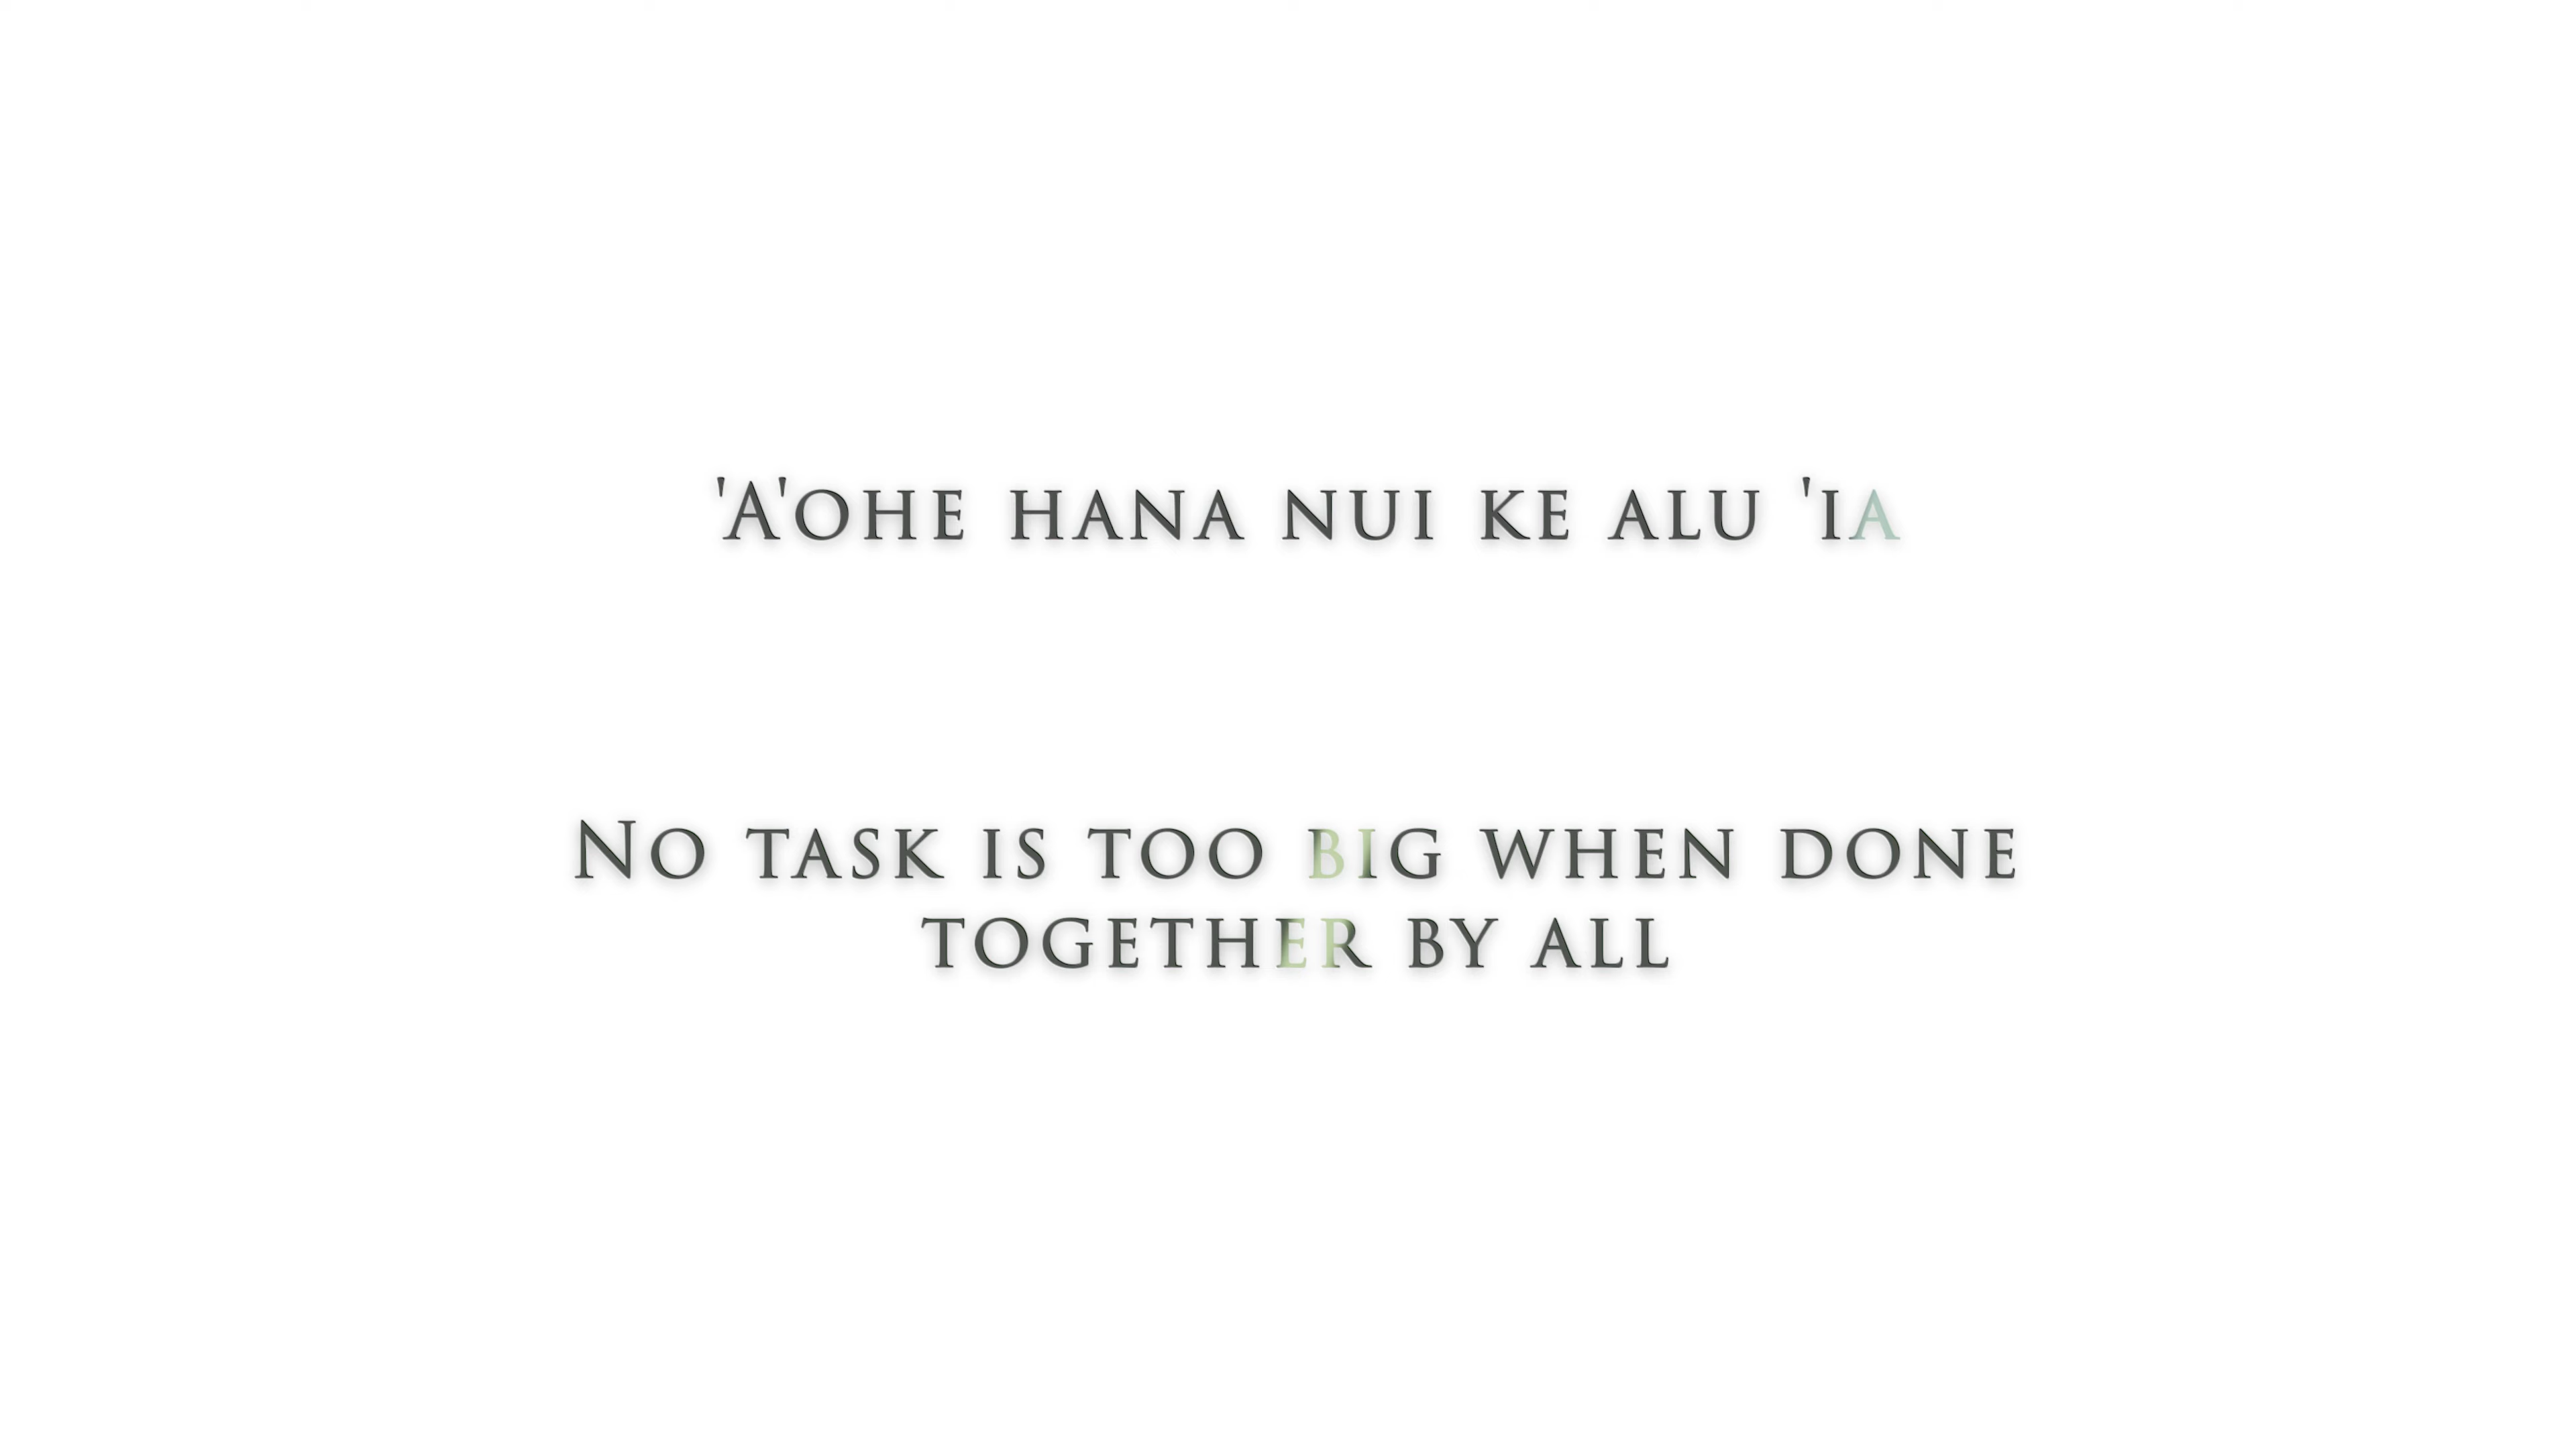 'A'ohe hana nui ke alu 'ia
No task is too big when done
together by all